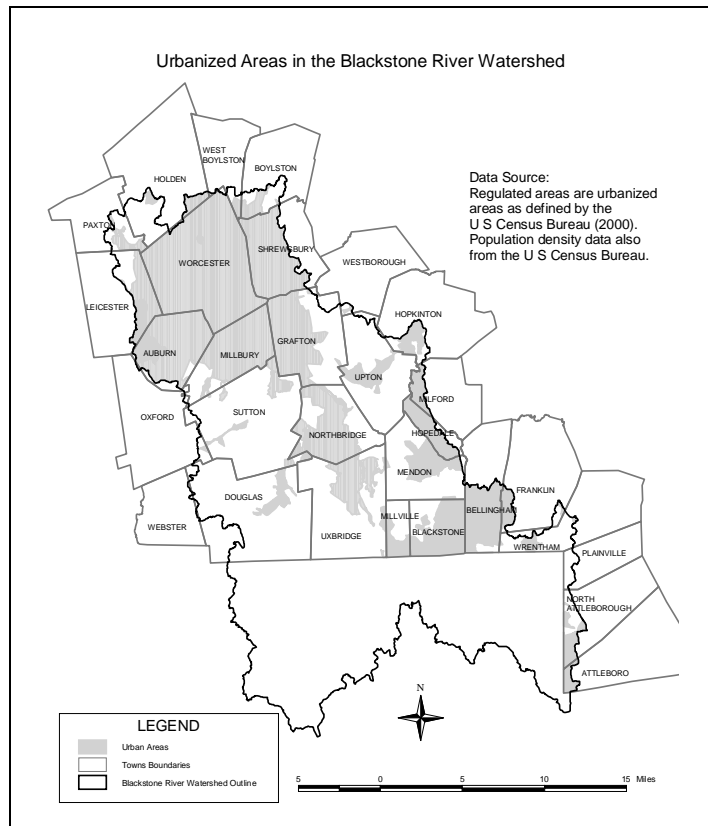 Urbanized Areas in the Blackstone River Watershed
WEST
BOYLSTON
BOYLSTON
HOLDEN
Data Source:
Regulated areas are urbanized
areas as defined by the
U S Census Bureau (2000).
Population density data also
from the U S Census Bureau.
PAXTON
SHREWSBURY
WORCESTER
WESTBOROUGH
LEICESTER
HOPKINTON
GRAFTON
AUBURN
MILLBURY
UPTON
MILFORD
SUTTON
OXFORD
NORTHBRIDGE
HOPEDALE
MENDON
DOUGLAS
FRANKLIN
BELLINGHAM
MILLVILLE
WEBSTER
BLACKSTONE
UXBRIDGE
WRENTHAM
PLAINVILLE
NORTH
ATTLEBOROUGH
ATTLEBORO
N
LEGEND
Urban Areas
Towns Boundaries
Blackstone River Watershed Outline
5 0 5 10 15 Miles